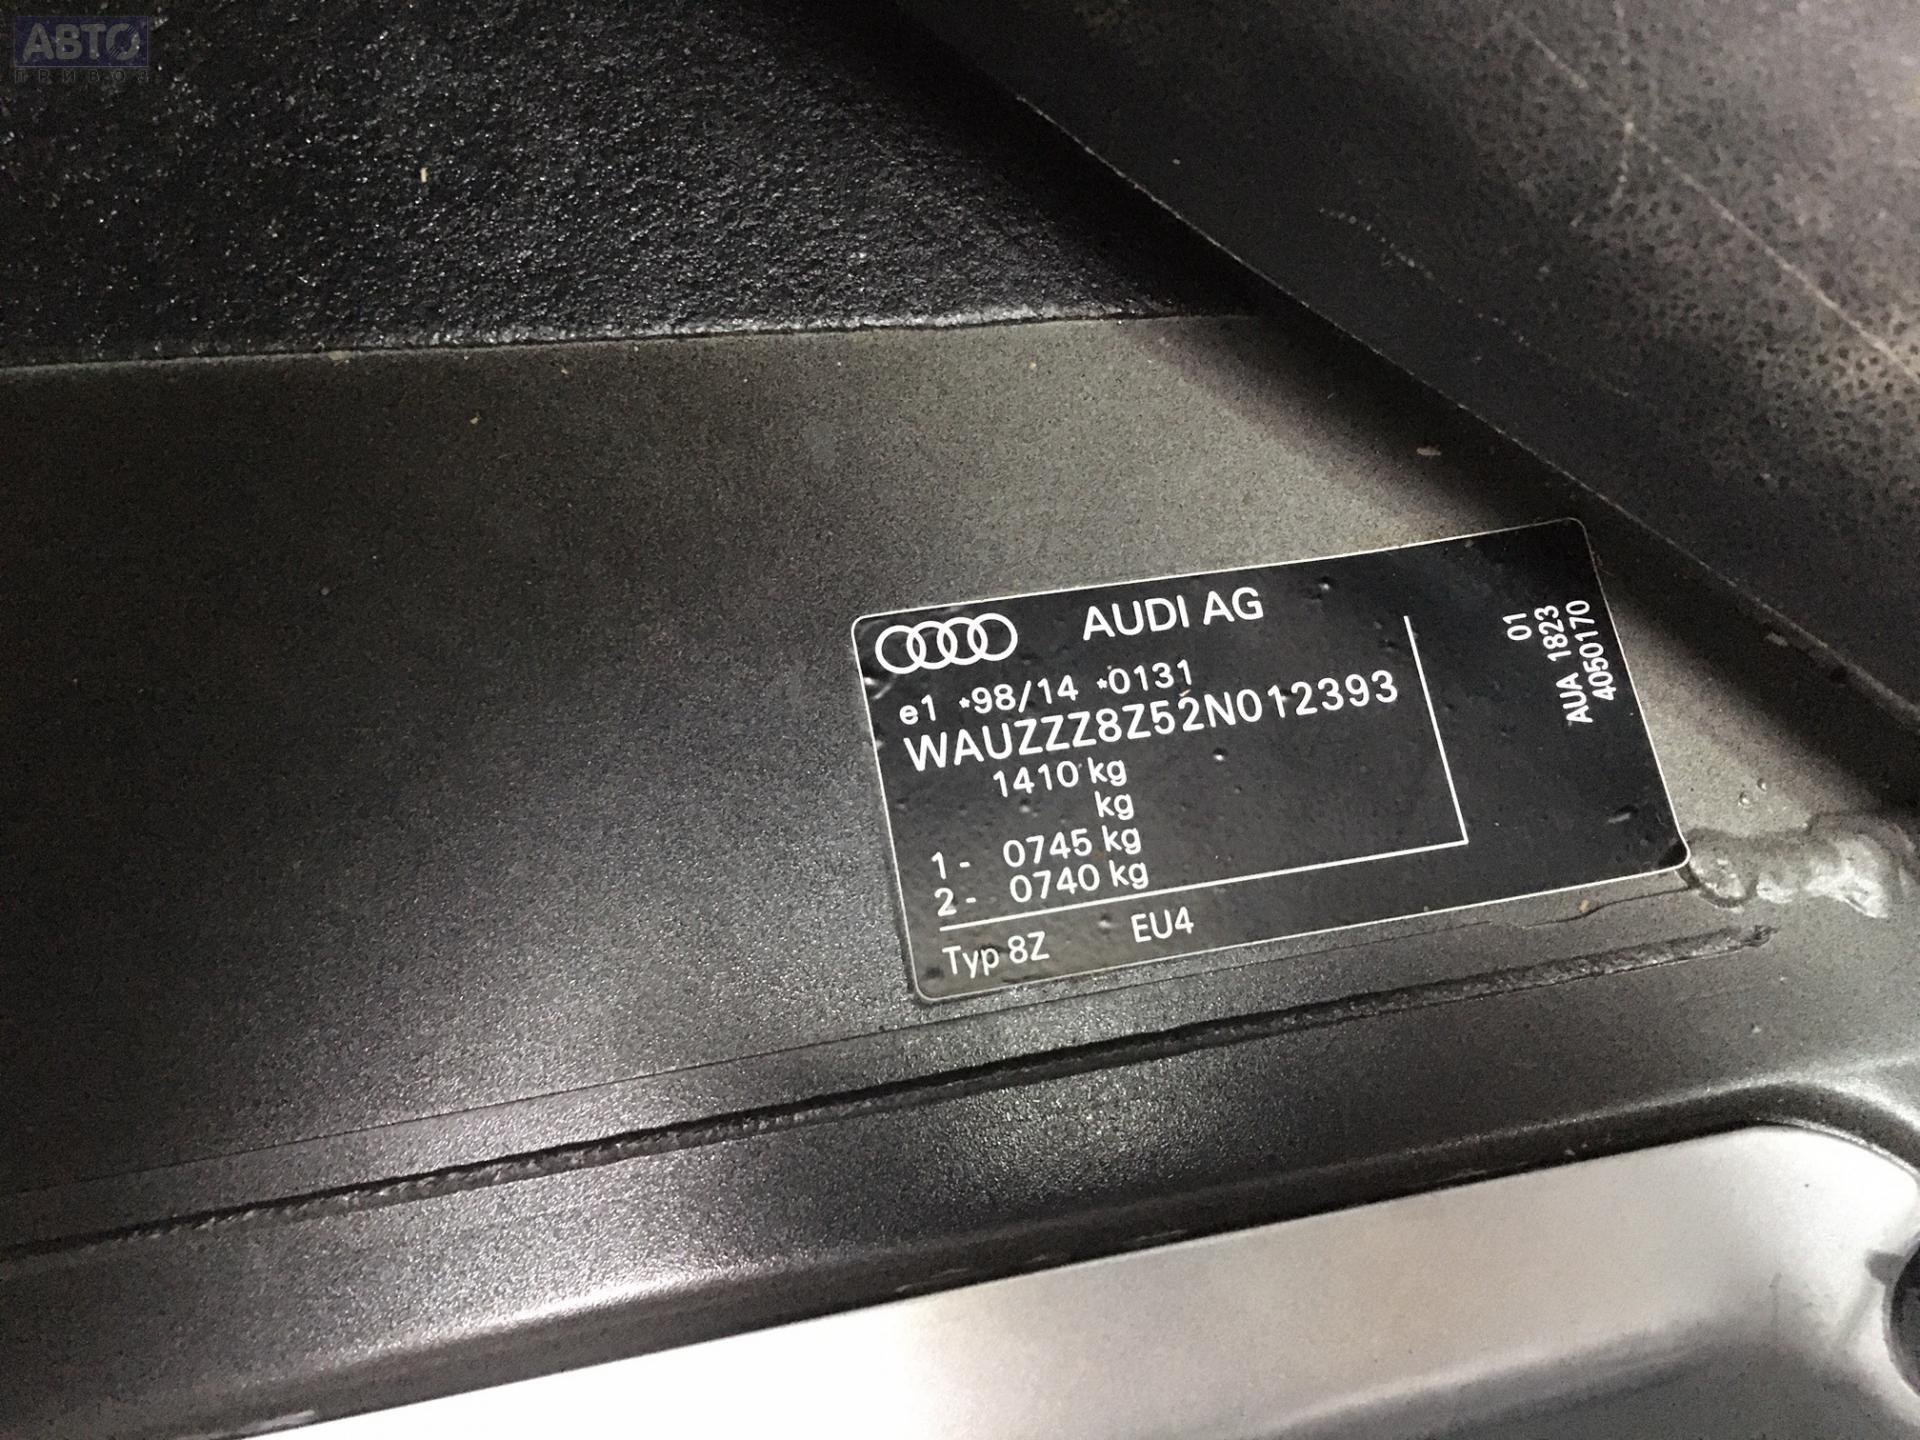 АВТО
ПРИВОЗ
AUDI AG
e1 *98/14 *0131
WAUZZZ8Z52N012393
1410 kg
kg
1- 0745 kg
2- 0740 kg
Typ 8Z EU4
01
AUA 1823
4050170